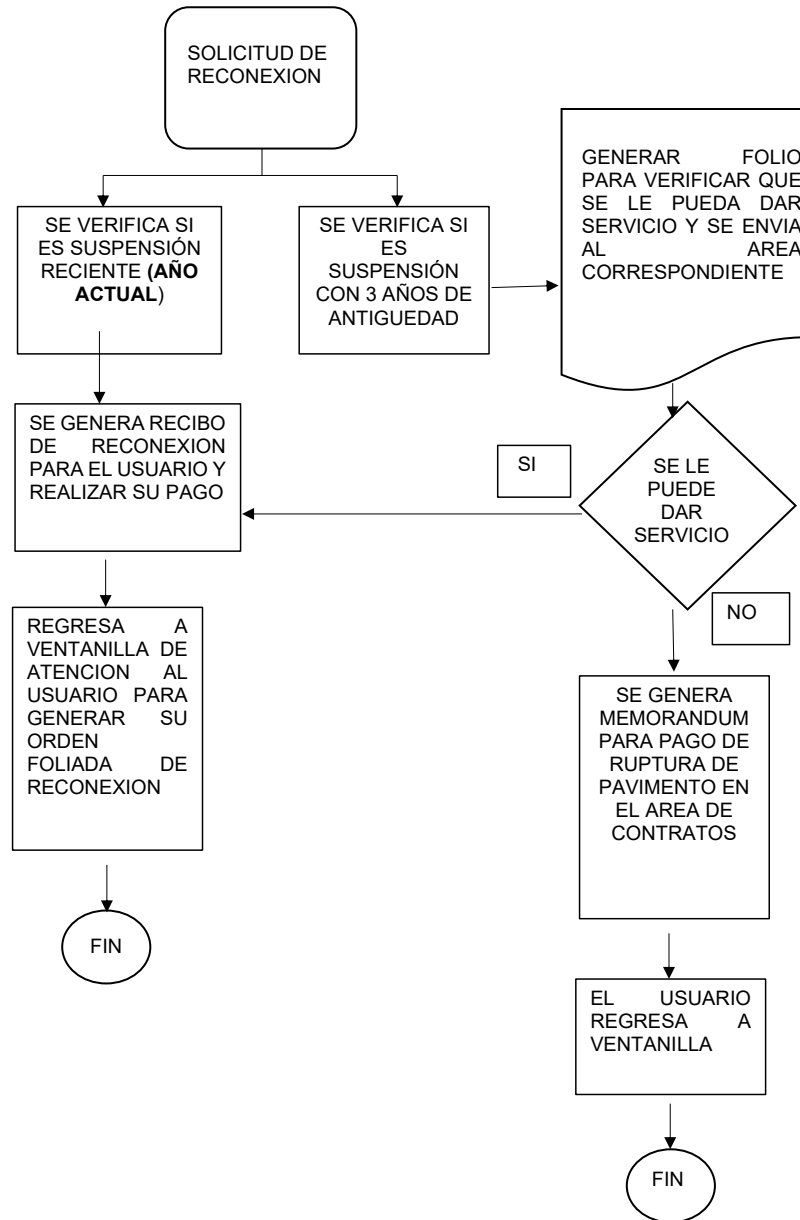 SOLICITUD DE
RECONEXION
SE VERIFICA SI
ES SUSPENSIÓN
RECIENTE (AÑO
ACTUAL)
SE VERIFICA SI
ES
SUSPENSIÓN
CON 3 AÑOS DE
ANTIGUEDAD
GENERAR FOLIO
PARA VERIFICAR QUE
SE LE PUEDA DAR
SERVICIO Y SE ENVIA
AL AREA
CORRESPONDIENTE
SE GENERA RECIBO
DE RECONEXION
PARA EL USUARIO Y
REALIZAR SU PAGO
SI
SE LE
PUEDE
DAR
SERVICIO
NO
REGRESA A
VENTANILLA DE
ATENCION AL
USUARIO PARA
GENERAR SU
ORDEN
FOLIADA DE
RECONEXION
SE GENERA
MEMORANDUM
PARA PAGO DE
RUPTURA DE
PAVIMENTO EN
EL AREA DE
CONTRATOS
FIN
EL USUARIO
REGRESA A
VENTANILLA
FIN